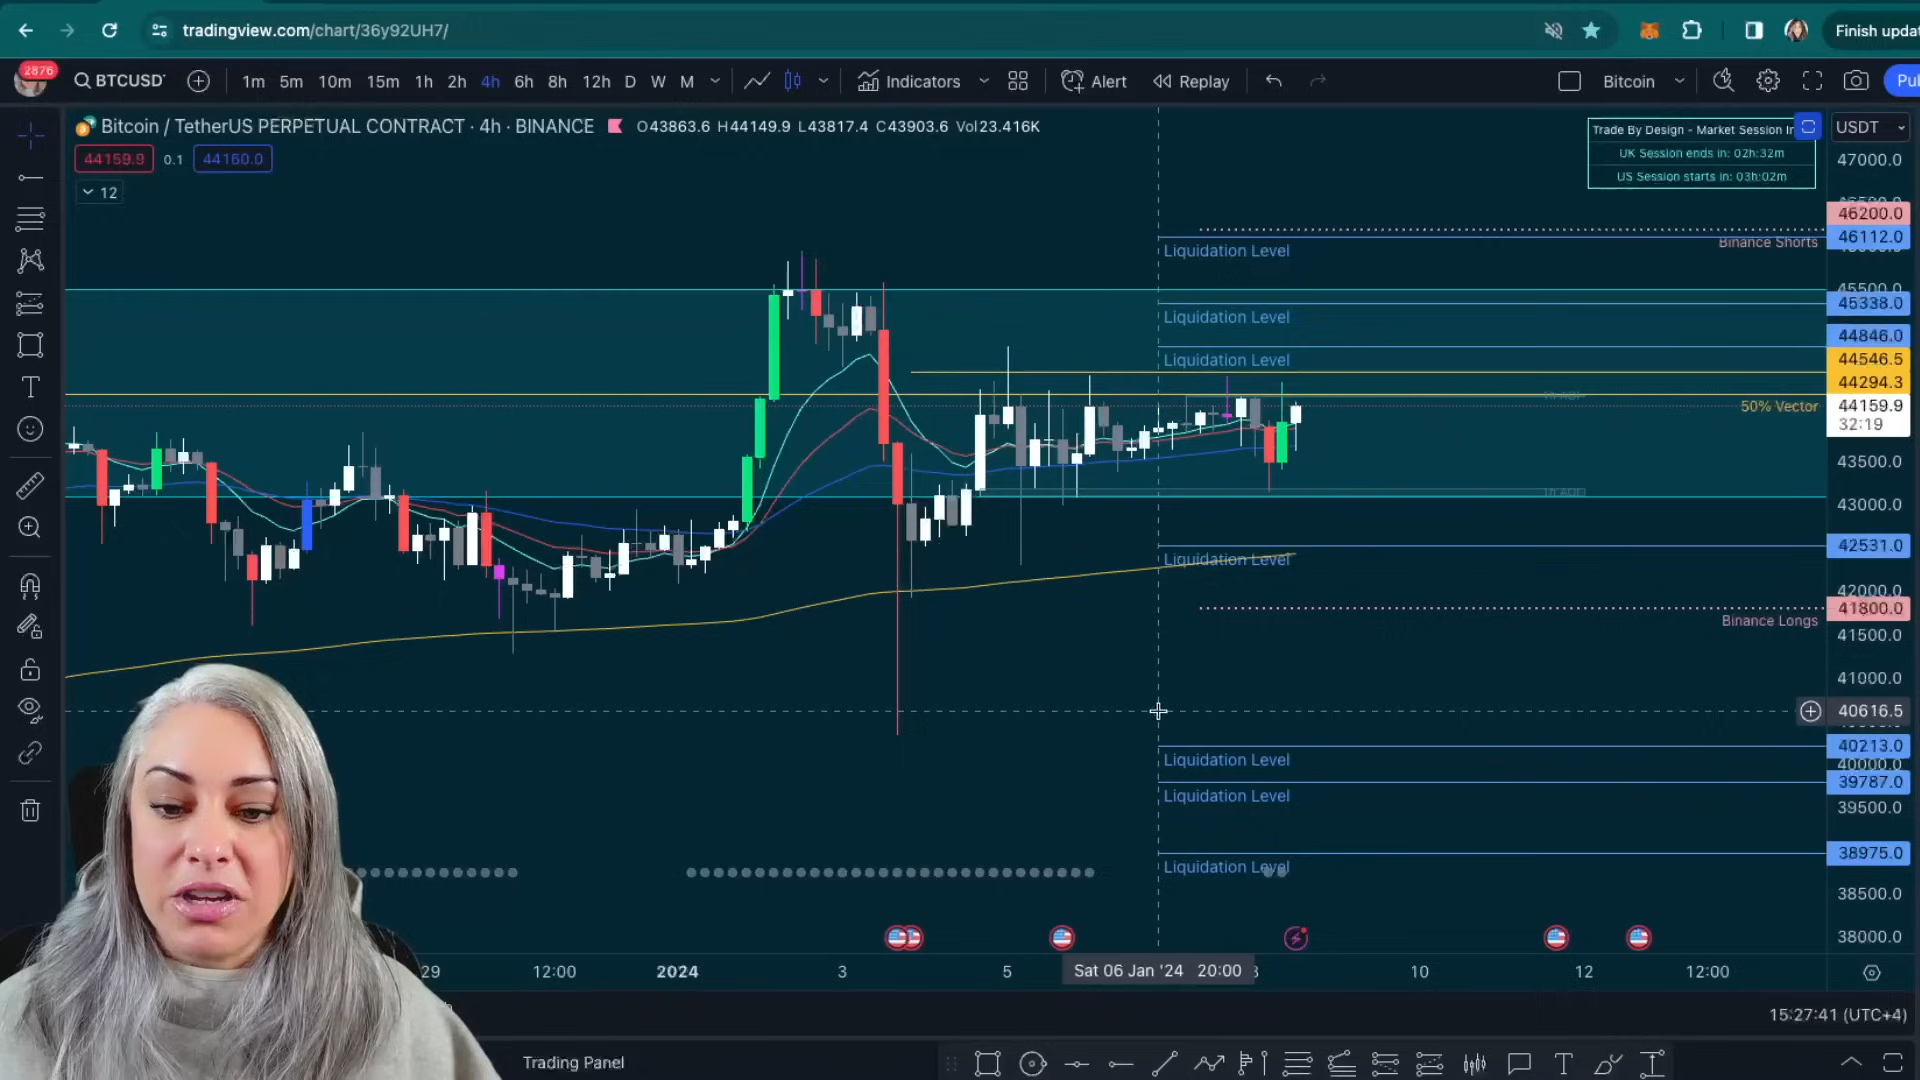 tradingview.com/chart/36y92UH7/
Finish upda
2876
BTCUSD
1m 5m 10m 15m 1h 2h 4h 6h 8h 12h D W M
Indicators
Alert
Replay
Bitcoin
Pul
Bitcoin / TetherUS PERPETUAL CONTRACT · 4h · BINANCE
O43863.6 H44149.9 L43817.4 C43903.6 Vol23.416K
44159.9 0.1 44160.0
12
Trade By Design - Market Session In
UK Session ends in: 02h:32m
US Session starts in: 03h:02m
USDT
47000.0
46200.0
46112.0
Binance Shorts
Liquidation Level
45500.0
45338.0
Liquidation Level
44846.0
Liquidation Level
44546.5
44294.3
50% Vector
44159.9
32:19
43500.0
43000.0
42531.0
Liquidation Level
42000.0
41800.0
Binance Longs
41500.0
41000.0
40616.5
40213.0
Liquidation Level
40000.0
39787.0
Liquidation Level
39500.0
38975.0
Liquidation Level
38500.0
38000.0
29 12:00 2024 3 5 Sat 06 Jan '24 20:00 10 12 12:00
15:27:41 (UTC+4)
Trading Panel